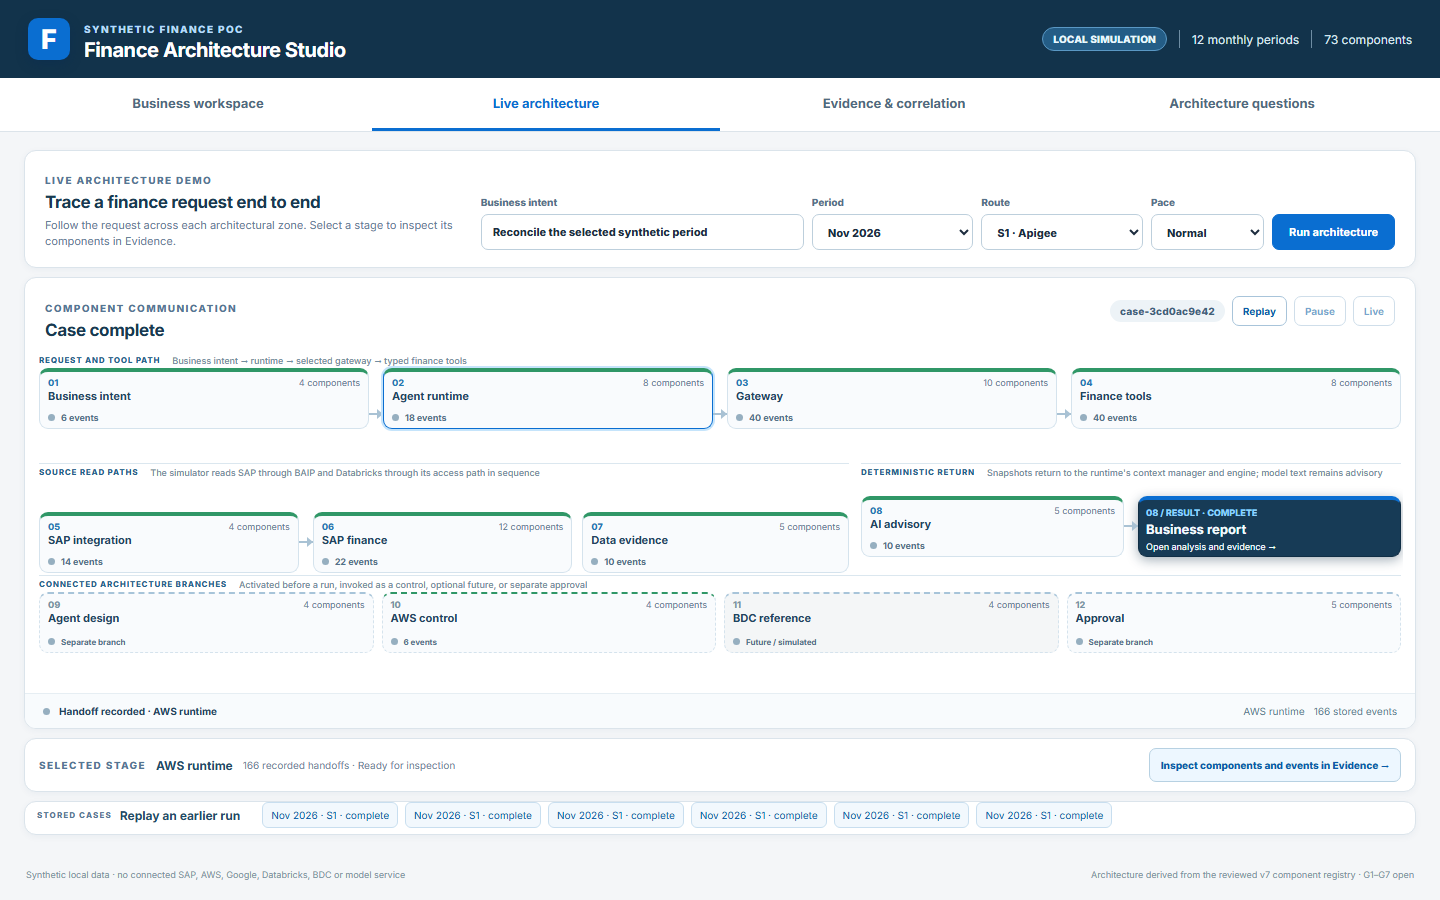 F
SYNTHETIC FINANCE POC
Finance Architecture Studio
LOCAL SIMULATION
12 monthly periods
73 components
Business workspace
Live architecture
Evidence & correlation
Architecture questions
LIVE ARCHITECTURE DEMO
Trace a finance request end to end
Follow the request across each architectural zone. Select a stage to inspect its
components in Evidence.
Business intent
Reconcile the selected synthetic period
Period
Nov 2026
Route
S1 · Apigee
Pace
Normal
Run architecture
COMPONENT COMMUNICATION
Case complete
case-3cd0ac9e42
Replay
Pause
Live
REQUEST AND TOOL PATH Business intent → runtime → selected gateway → typed finance tools
01 4 components
Business intent
6 events
02 8 components
Agent runtime
18 events
03 10 components
Gateway
40 events
04 8 components
Finance tools
40 events
SOURCE READ PATHS The simulator reads SAP through BAIP and Databricks through its access path in sequence
05 4 components
SAP integration
14 events
06 12 components
SAP finance
22 events
07 5 components
Data evidence
10 events
DETERMINISTIC RETURN Snapshots return to the runtime's context manager and engine; model text remains advisory
08 5 components
AI advisory
10 events
08 / RESULT · COMPLETE
Business report
Open analysis and evidence →
CONNECTED ARCHITECTURE BRANCHES Activated before a run, invoked as a control, optional future, or separate approval
09 4 components
Agent design
Separate branch
10 4 components
AWS control
6 events
11 4 components
BDC reference
Future / simulated
12 5 components
Approval
Separate branch
Handoff recorded · AWS runtime
AWS runtime 166 stored events
SELECTED STAGE AWS runtime 166 recorded handoffs · Ready for inspection
Inspect components and events in Evidence →
STORED CASES Replay an earlier run
Nov 2026 · S1 · complete
Nov 2026 · S1 · complete
Nov 2026 · S1 · complete
Nov 2026 · S1 · complete
Nov 2026 · S1 · complete
Nov 2026 · S1 · complete
Synthetic local data · no connected SAP, AWS, Google, Databricks, BDC or model service
Architecture derived from the reviewed v7 component registry · G1–G7 open